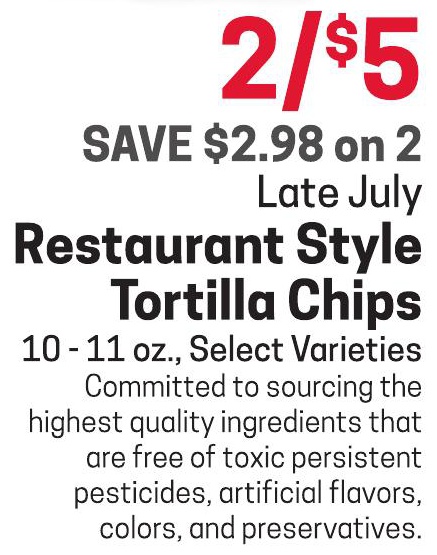 2/$5
SAVE $2.98 on 2
Late July
Restaurant Style
Tortilla Chips
10 - 11 oz., Select Varieties
Committed to sourcing the
highest quality ingredients that
are free of toxic persistent
pesticides, artificial flavors,
colors, and preservatives.